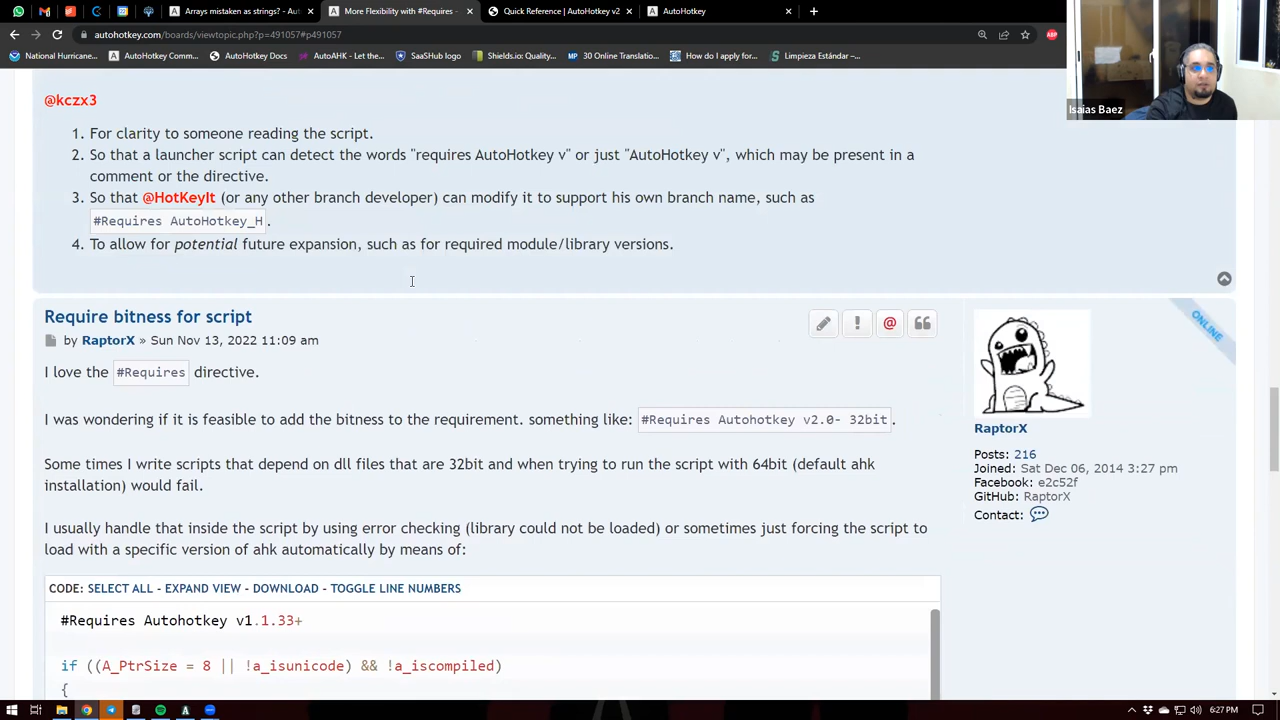 Arrays mistaken as strings? - Aut
More Flexibility with #Requires -
Quick Reference | AutoHotkey v2
AutoHotkey
autohotkey.com/boards/viewtopic.php?p=491057#p491057
National Hurricane...
AutoHotkey Comm...
AutoHotkey Docs
AutoAHK - Let the...
SaaSHub logo
Shields.io: Quality...
30 Online Translatio...
How do I apply for...
Limpieza Estándar –...
Isaias Baez
@kczx3
1. For clarity to someone reading the script.
2. So that a launcher script can detect the words "requires AutoHotkey v" or just "AutoHotkey v", which may be present in a
comment or the directive.
3. So that @HotKeyIt (or any other branch developer) can modify it to support his own branch name, such as
#Requires AutoHotkey_H.
4. To allow for potential future expansion, such as for required module/library versions.
Require bitness for script
by RaptorX » Sun Nov 13, 2022 11:09 am
I love the #Requires directive.
I was wondering if it is feasible to add the bitness to the requirement. something like: #Requires Autohotkey v2.0- 32bit.
Some times I write scripts that depend on dll files that are 32bit and when trying to run the script with 64bit (default ahk
installation) would fail.
I usually handle that inside the script by using error checking (library could not be loaded) or sometimes just forcing the script to
load with a specific version of ahk automatically by means of:
CODE: SELECT ALL - EXPAND VIEW - DOWNLOAD - TOGGLE LINE NUMBERS
#Requires Autohotkey v1.1.33+
if ((A_PtrSize = 8 || !a_isunicode) && !a_iscompiled)
{
ONLINE
RaptorX
Posts: 216
Joined: Sat Dec 06, 2014 3:27 pm
Facebook: e2c52f
GitHub: RaptorX
Contact:
6:27 PM